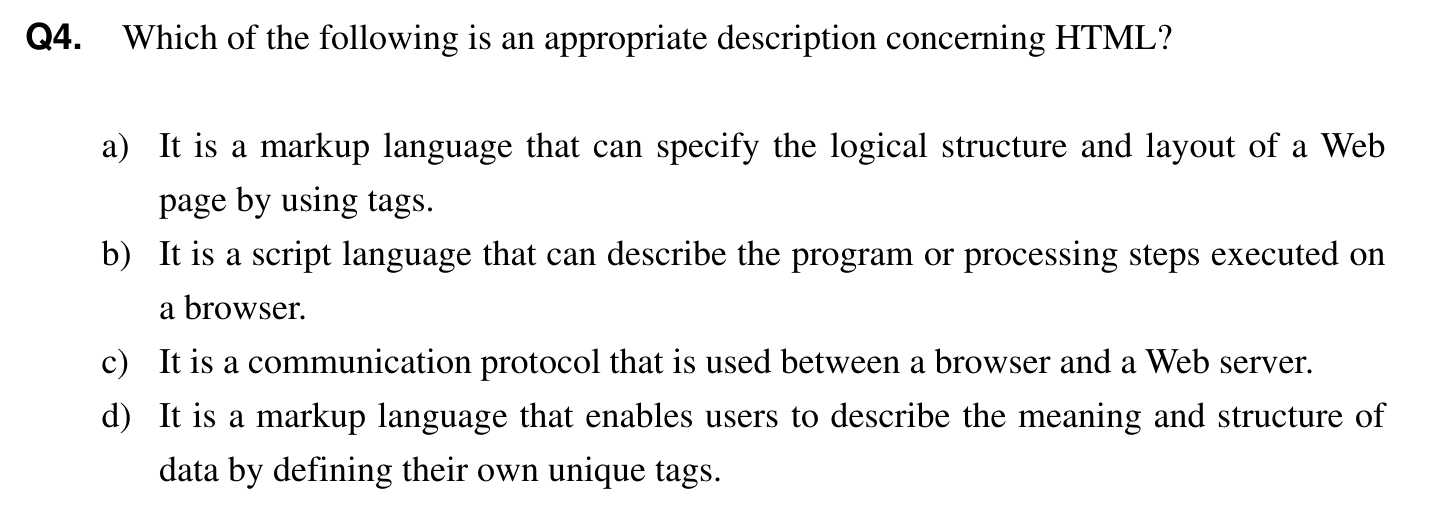 Q4. Which of the following is an appropriate description concerning HTML?
a) It is a markup language that can specify the logical structure and layout of a Web
page by using tags.
b) It is a script language that can describe the program or processing steps executed on
a browser.
c) It is a communication protocol that is used between a browser and a Web server.
d) It is a markup language that enables users to describe the meaning and structure of
data by defining their own unique tags.